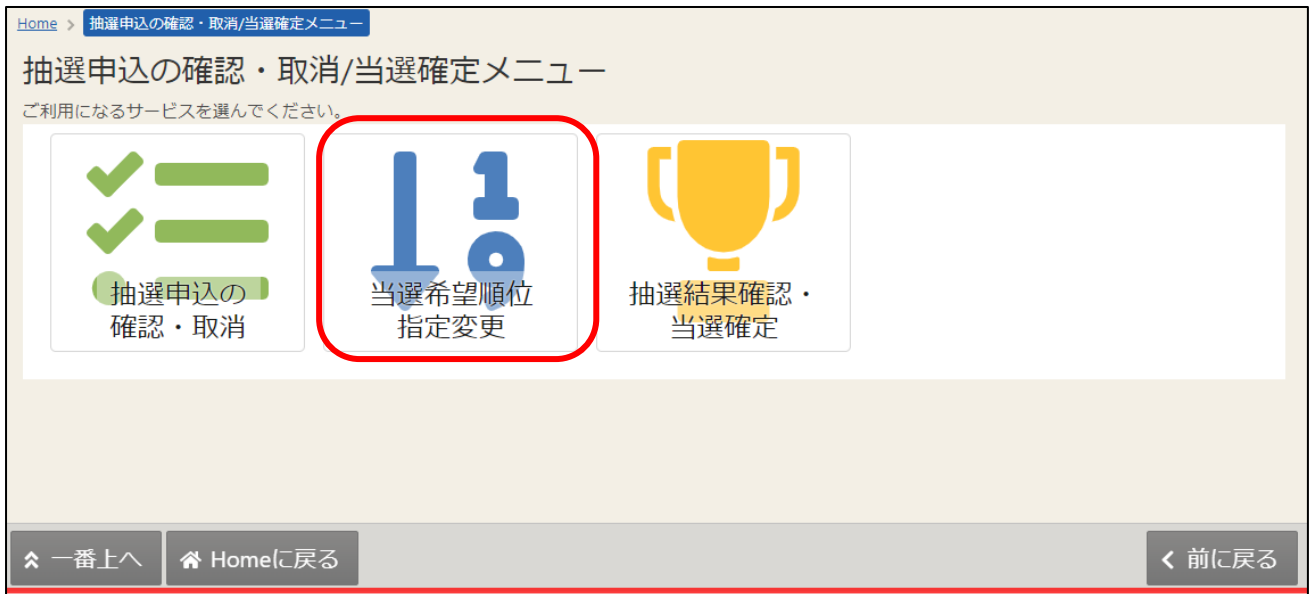 Home > 抽選申込の確認・取消/当選確定メニュー
抽選申込の確認・取消/当選確定メニュー
ご利用になるサービスを選んでください。
抽選申込の
確認・取消
当選希望順位
指定変更
抽選結果確認・
当選確定
一番上へ
Homeに戻る
前に戻る